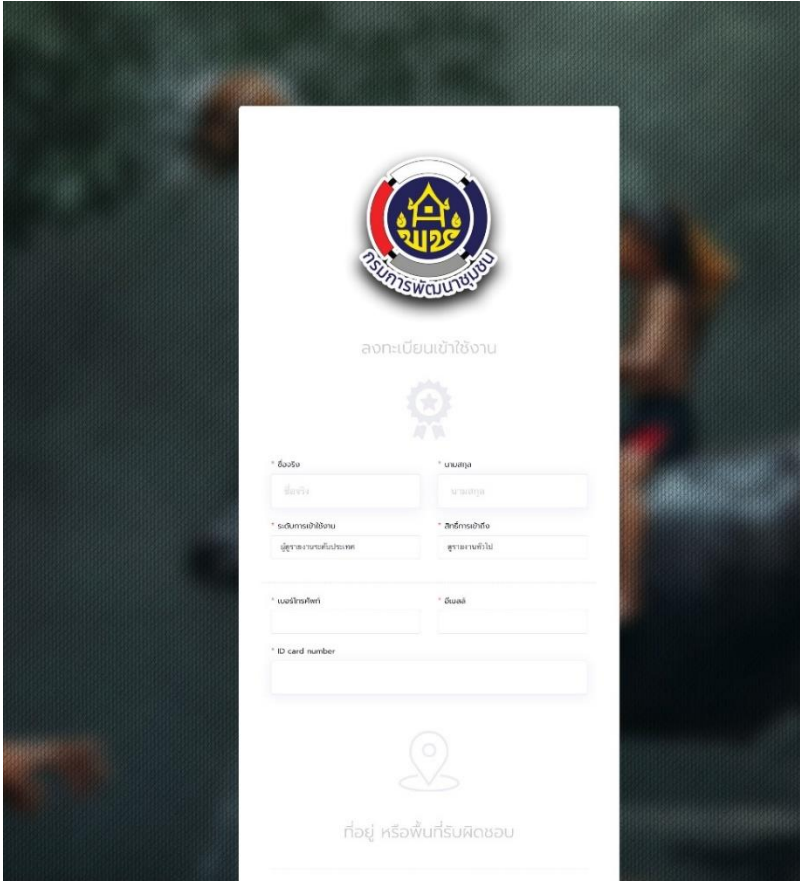 พช
กรมการพัฒนาชุมชน
ลงทะเบียนเข้าใช้งาน
* ชื่อจริง * นามสกุล
ชื่อจริง นามสกุล
* ระดับการเข้าใช้งาน * สิทธิ์การเข้าถึง
ผู้ดูรายงานระดับประเทศ ดูรายงานทั่วไป
* เบอร์โทรศัพท์ * อีเมลล์
* ID card number
ที่อยู่ หรือพื้นที่รับผิดชอบ